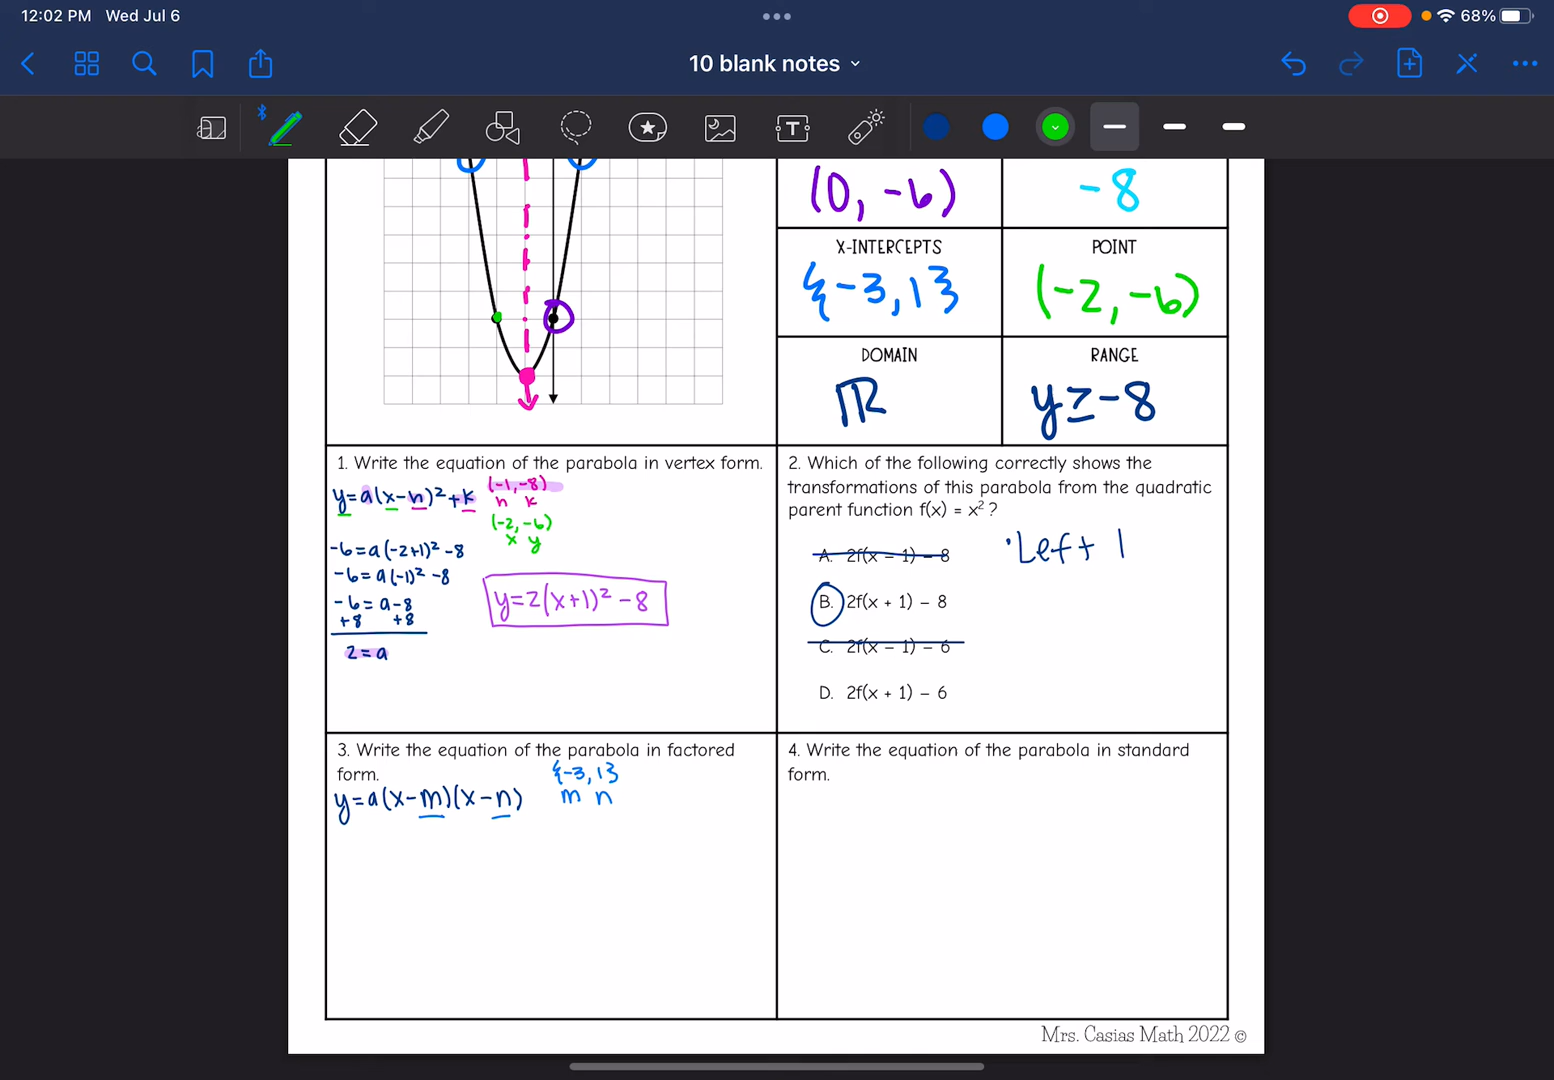 12:02 PM Wed Jul 6
68%
10 blank notes
T
(0, -6)
-8
X-INTERCEPTS
{-3, 1}
POINT
(-2, -6)
DOMAIN
ℝ
RANGE
y ≥ -8
1. Write the equation of the parabola in vertex form.
y = a(x-h)² + k
(-1, -8)
h k
(-2, -6)
x y
-6 = a(-2+1)² -8
-6 = a(-1)² -8
-6 = a -8
+8 +8
2 = a
y = 2(x+1)² - 8
2. Which of the following correctly shows the
transformations of this parabola from the quadratic
parent function f(x) = x² ?
A. 2f(x – 1) – 8
B. 2f(x + 1) – 8
C. 2f(x – 1) – 6
D. 2f(x + 1) – 6
·Left 1
3. Write the equation of the parabola in factored
form.
{-3, 1}
m n
y = a(x-m)(x-n)
4. Write the equation of the parabola in standard
form.
Mrs. Casias Math 2022 ©